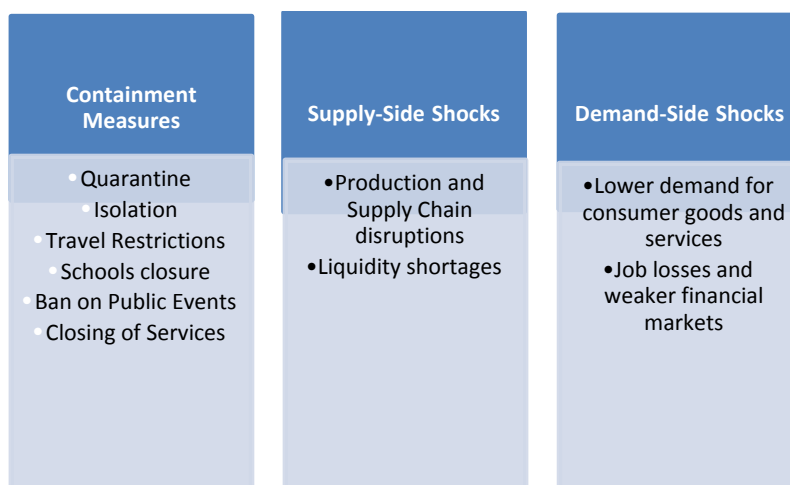 Containment
Measures
•Quarantine
•Isolation
•Travel Restrictions
•Schools closure
•Ban on Public Events
•Closing of Services
Supply-Side Shocks
•Production and
Supply Chain
disruptions
•Liquidity shortages
Demand-Side Shocks
•Lower demand for
consumer goods and
services
•Job losses and
weaker financial
markets